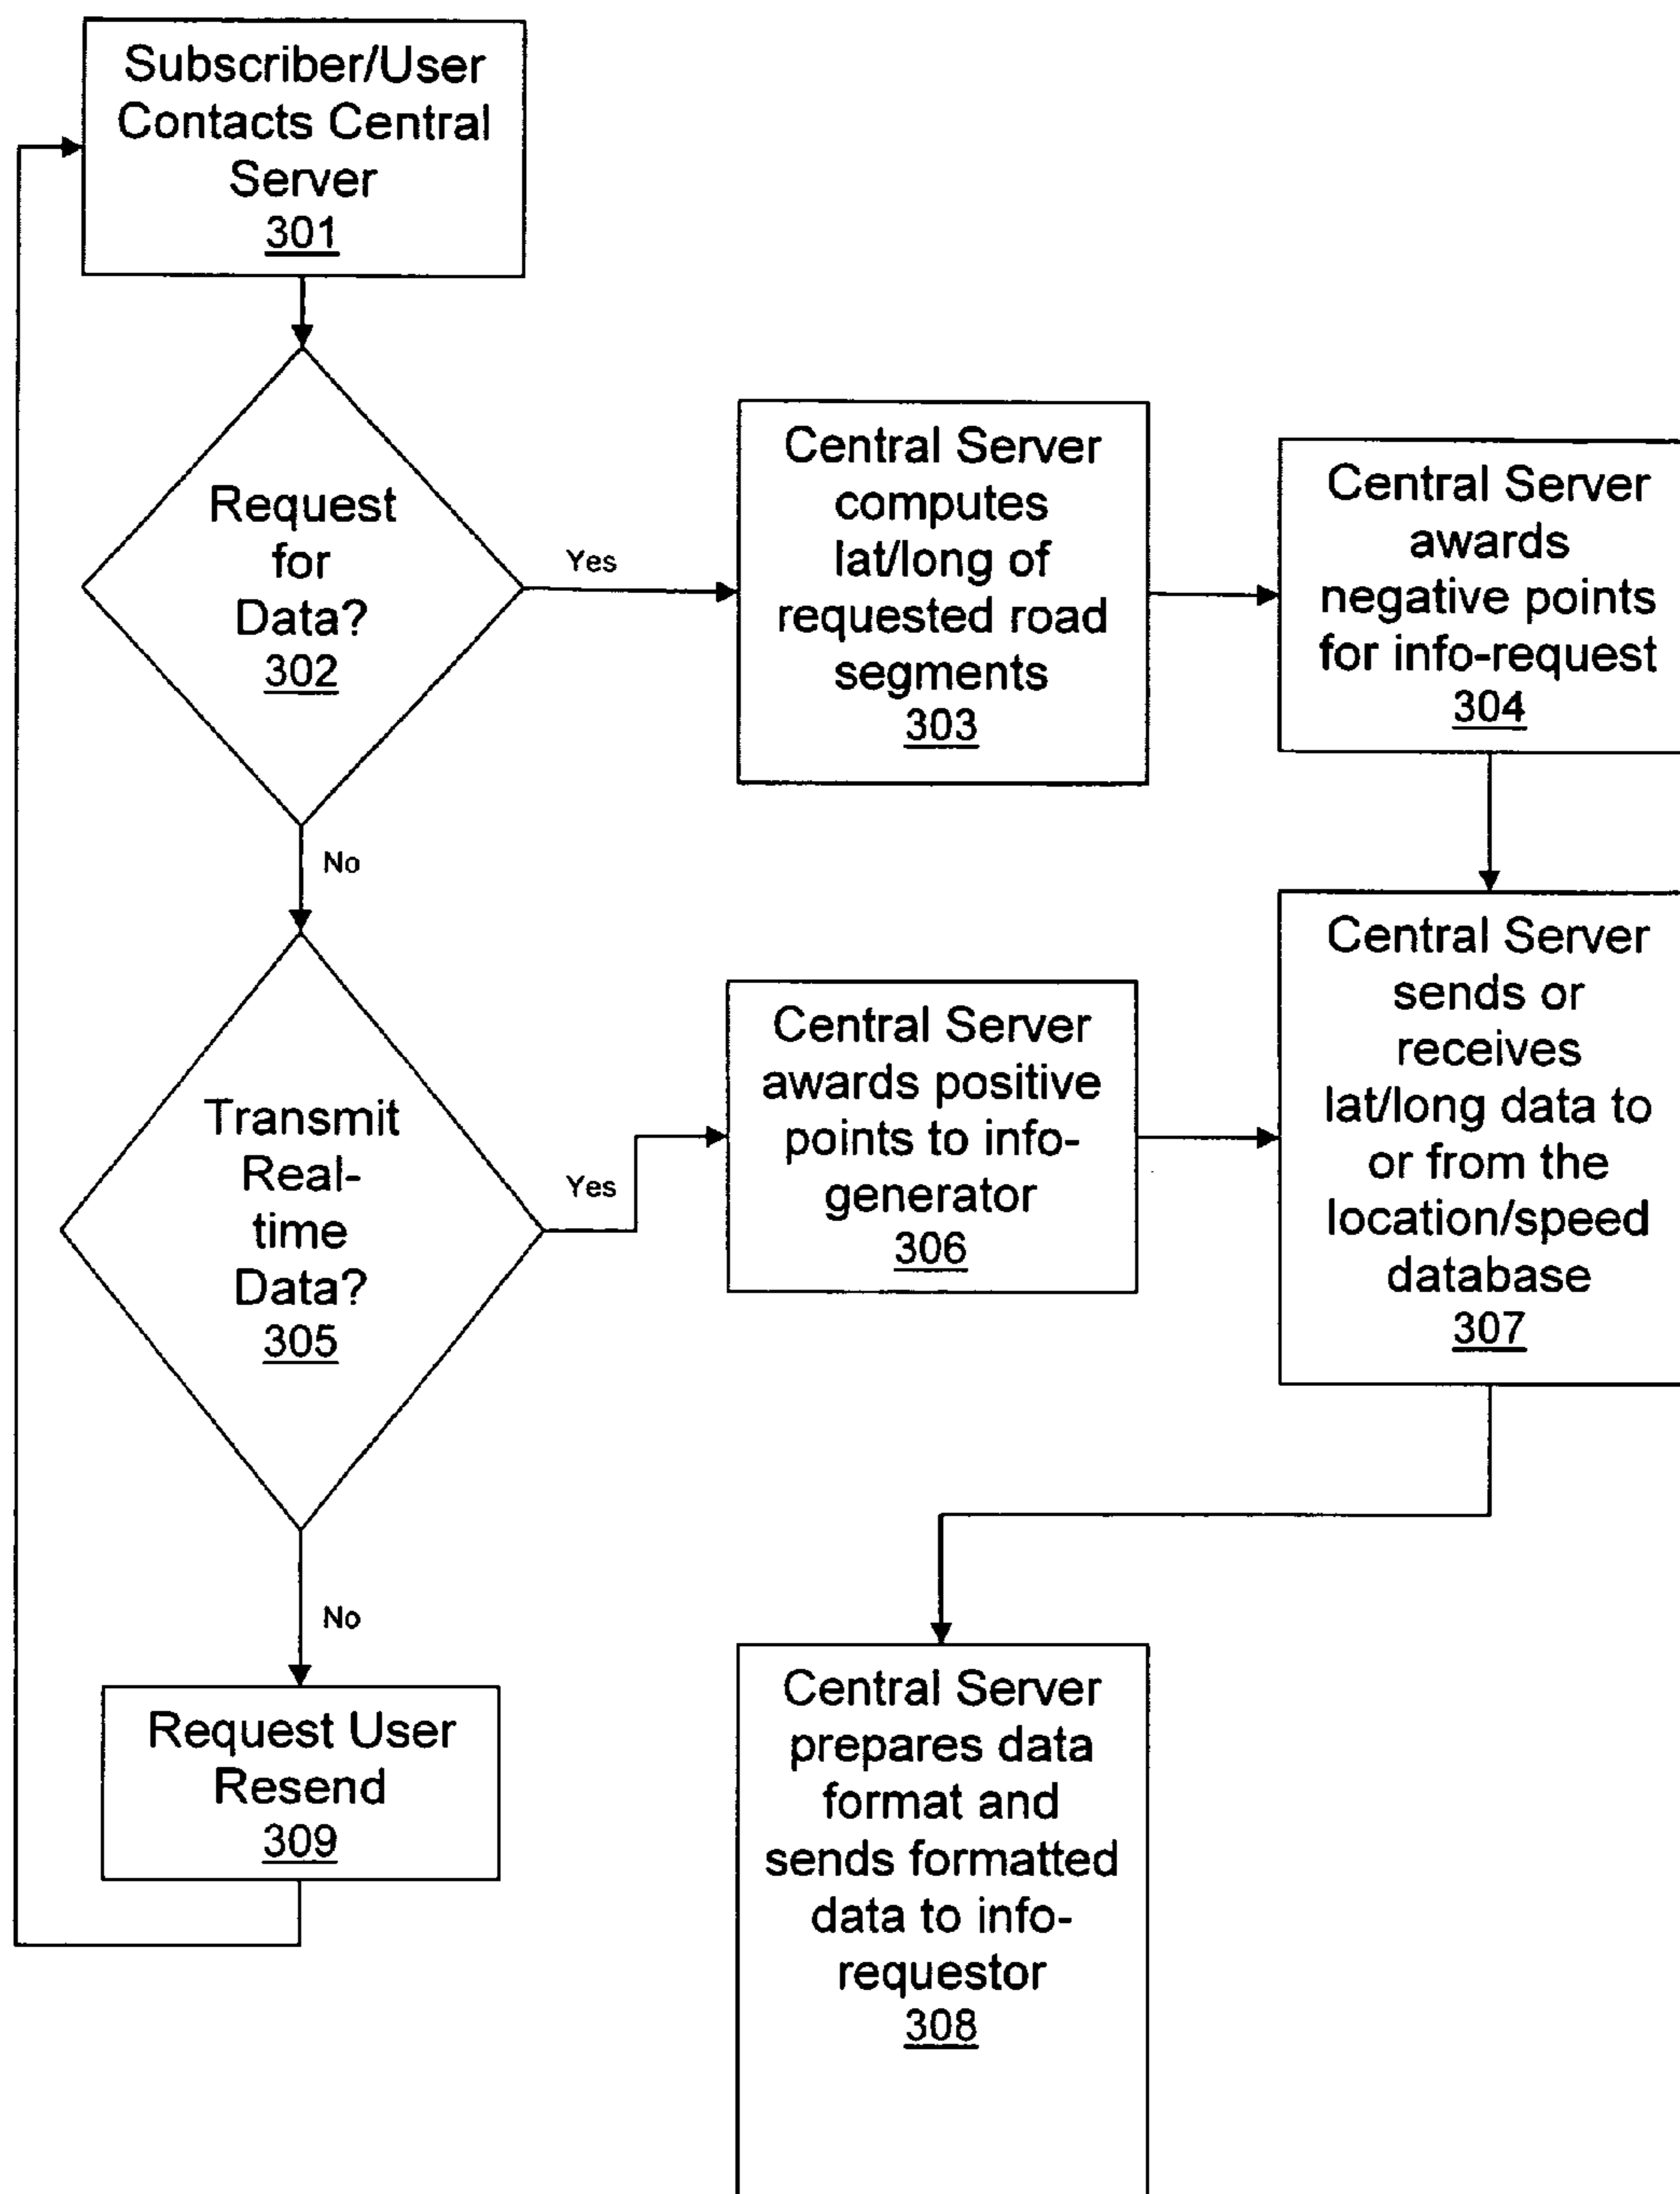 Subscriber/User
Contacts Central
Server
301
Request
for
Data?
302
Yes
Central Server
computes
lat/long of
requested road
segments
303
Central Server
awards
negative points
for info-request
304
No
Transmit
Real-
time
Data?
305
Yes
Central Server
awards positive
points to info-
generator
306
Central Server
sends or
receives
lat/long data to
or from the
location/speed
database
307
No
Request User
Resend
309
Central Server
prepares data
format and
sends formatted
data to info-
requestor
308